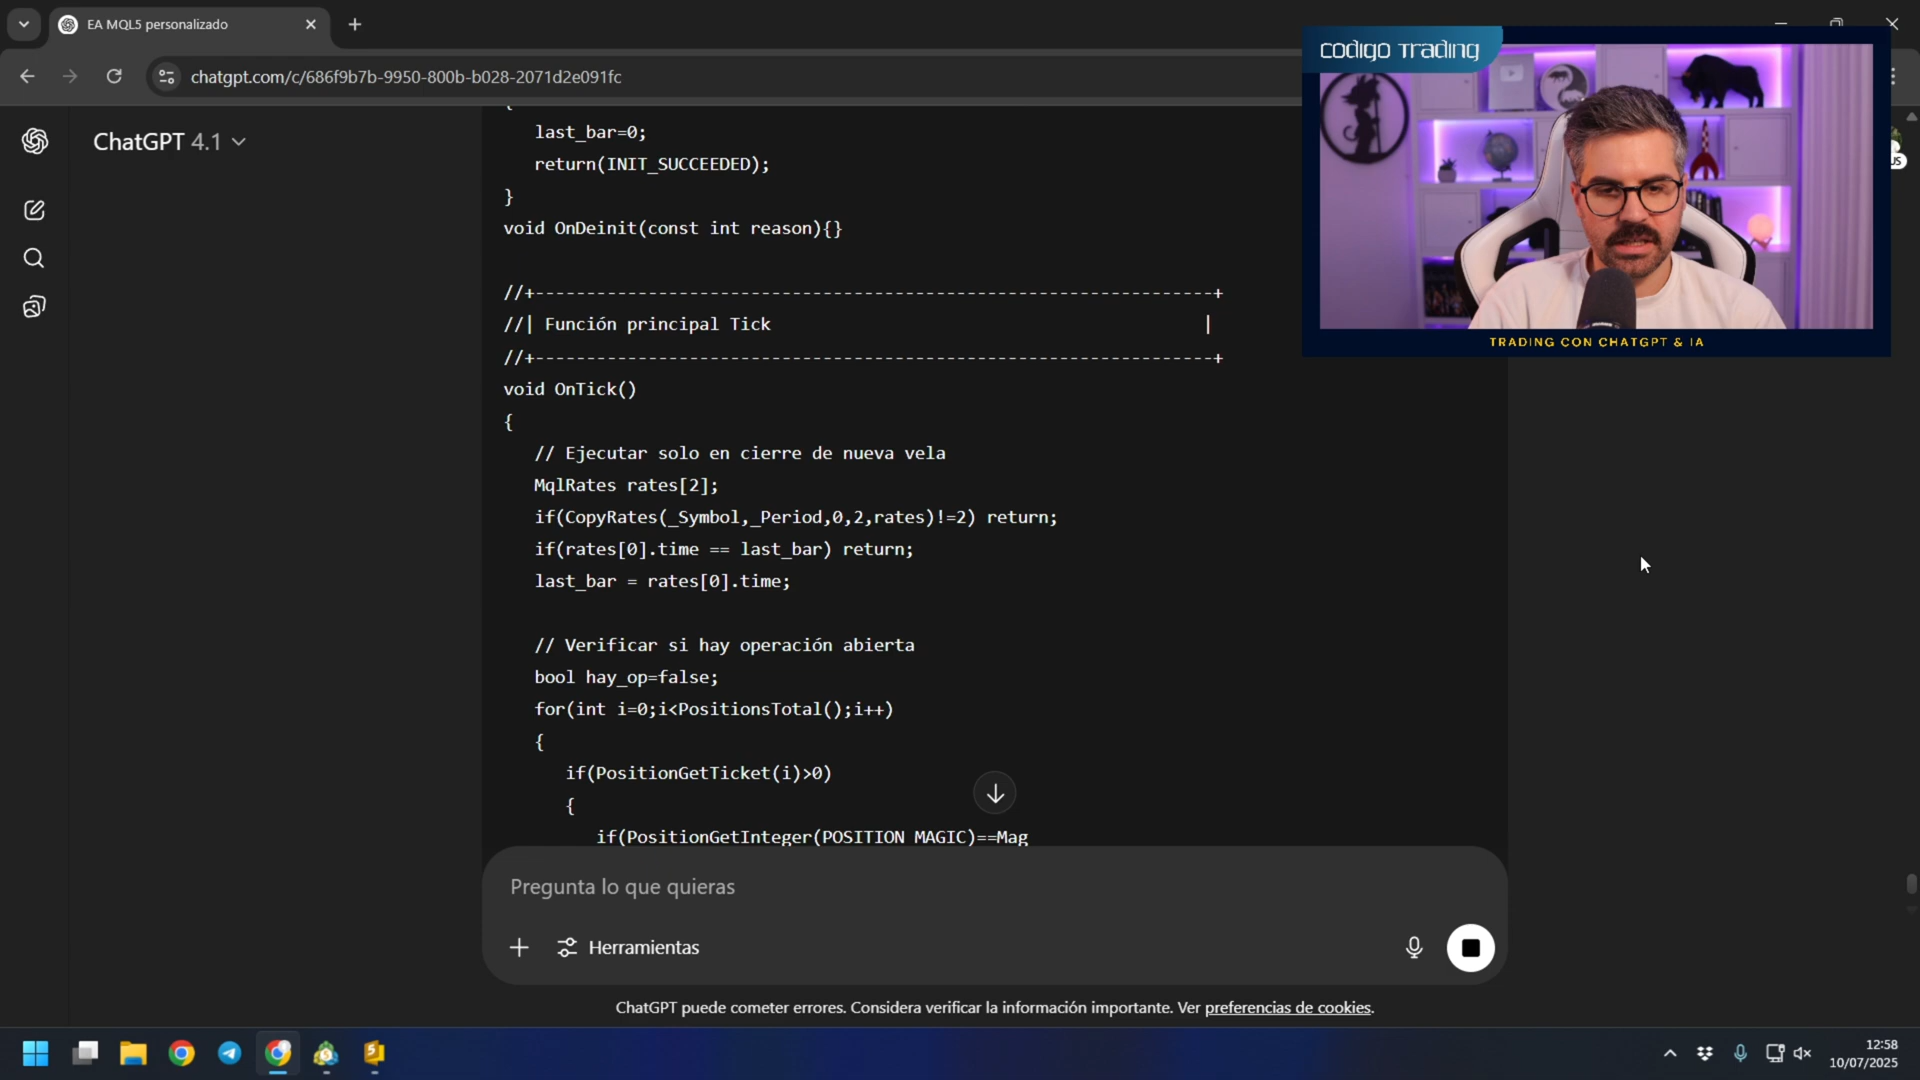 EA MQL5 personalizado
chatgpt.com/c/686f9b7b-9950-800b-b028-2071d2e091fc
codigo Trading
TRADING CON CHATGPT & IA
ChatGPT 4.1
{
last_bar=0;
return(INIT_SUCCEEDED);
}
void OnDeinit(const int reason){}
//+------------------------------------------------------------------+
//| Función principal Tick |
//+------------------------------------------------------------------+
void OnTick()
{
// Ejecutar solo en cierre de nueva vela
MqlRates rates[2];
if(CopyRates(_Symbol,_Period,0,2,rates)!=2) return;
if(rates[0].time == last_bar) return;
last_bar = rates[0].time;
// Verificar si hay operación abierta
bool hay_op=false;
for(int i=0;i<PositionsTotal();i++)
{
if(PositionGetTicket(i)>0)
{
if(PositionGetInteger(POSITION_MAGIC)==Mag
Pregunta lo que quieras
Herramientas
ChatGPT puede cometer errores. Considera verificar la información importante. Ver preferencias de cookies.
12:58
10/07/2025